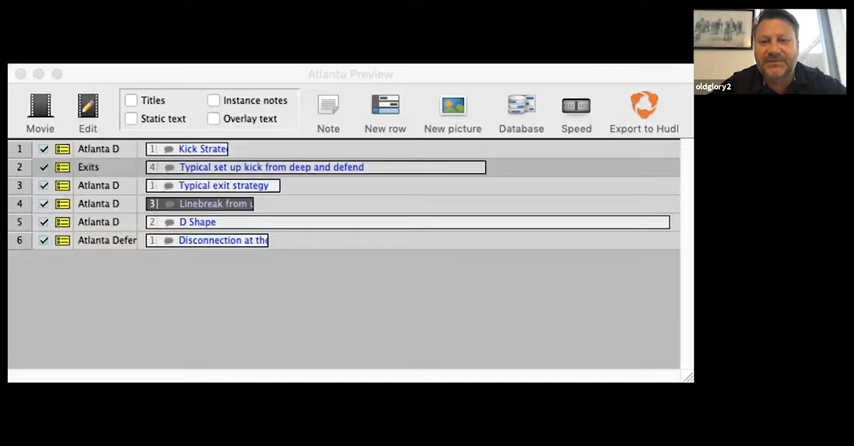 Atlanta Preview
oldglory2
Titles
Instance notes
Static text
Overlay text
Movie
Edit
Note
New row
New picture
Database
Speed
Export to Hudl
1 Atlanta D 1 Kick Strate
2 Exits 4 Typical set up kick from deep and defend
3 Atlanta D 1 Typical exit strategy
4 Atlanta D 3 Linebreak from
5 Atlanta D 2 D Shape
6 Atlanta Defer 1 Disconnection at the